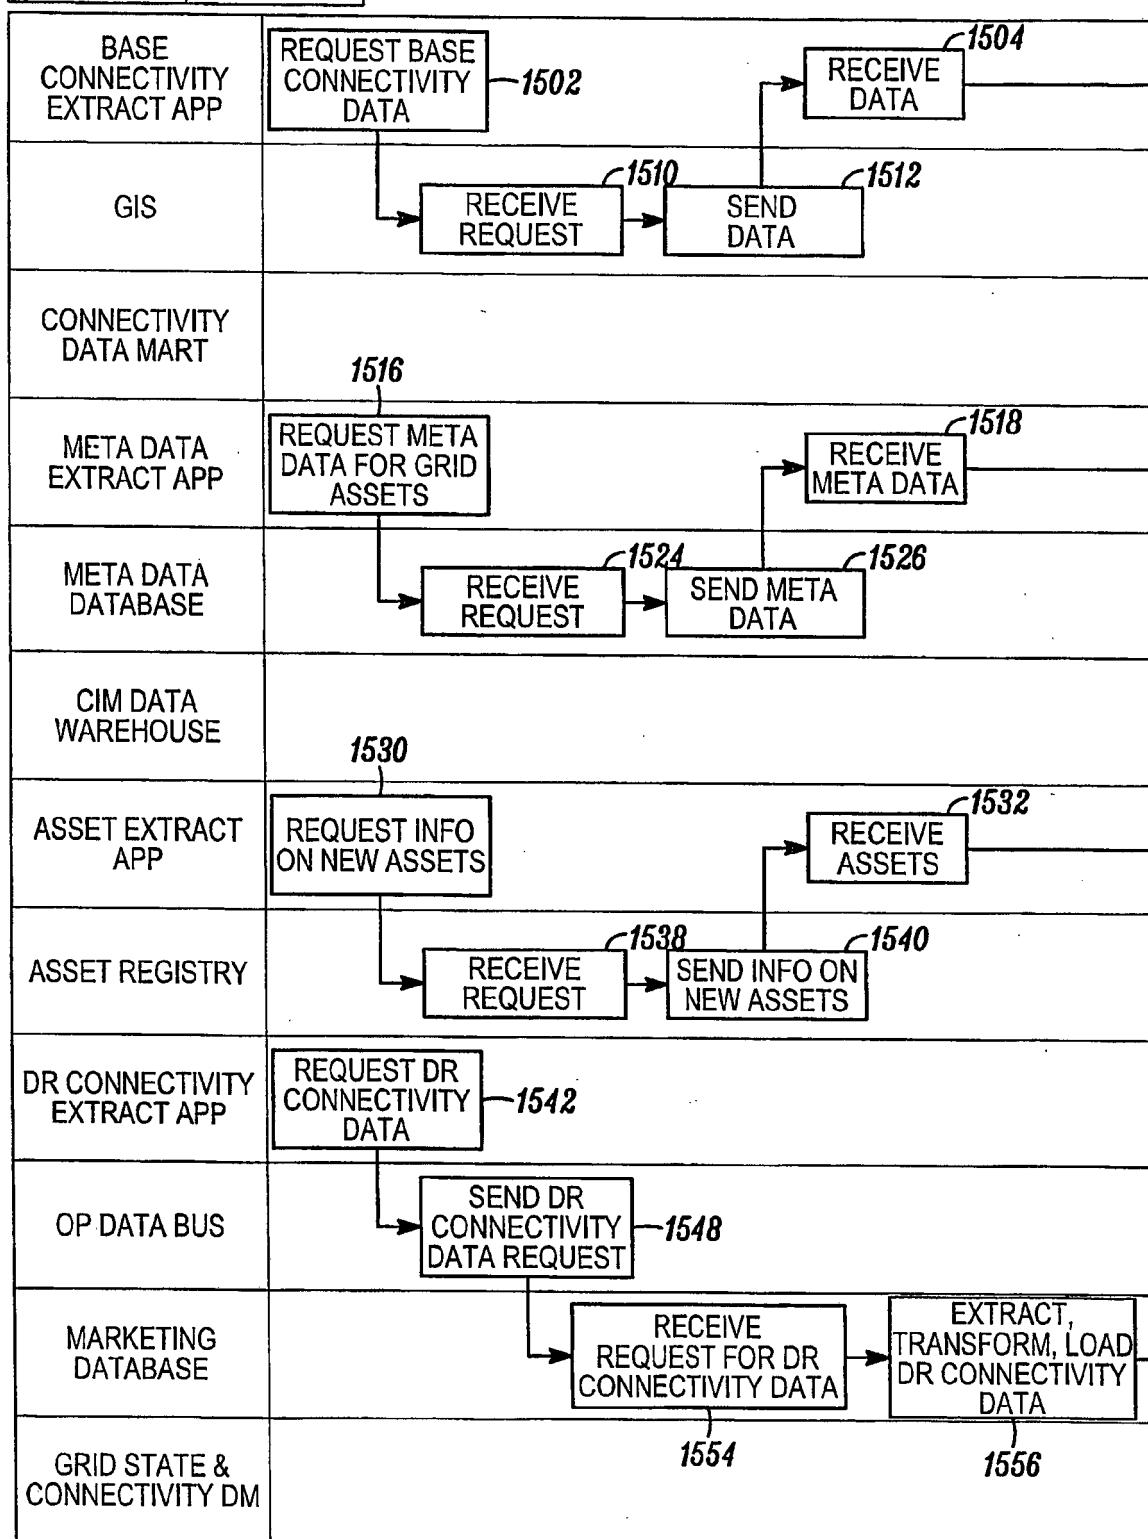 BASE
CONNECTIVITY
EXTRACT APP
REQUEST BASE
CONNECTIVITY
DATA
1502
1504
RECEIVE
DATA
GIS
1510
RECEIVE
REQUEST
1512
SEND
DATA
CONNECTIVITY
DATA MART
1516
META DATA
EXTRACT APP
REQUEST META
DATA FOR GRID
ASSETS
1518
RECEIVE
META DATA
META DATA
DATABASE
1524
RECEIVE
REQUEST
1526
SEND META
DATA
CIM DATA
WAREHOUSE
1530
ASSET EXTRACT
APP
REQUEST INFO
ON NEW ASSETS
1532
RECEIVE
ASSETS
ASSET REGISTRY
1538
RECEIVE
REQUEST
1540
SEND INFO ON
NEW ASSETS
DR CONNECTIVITY
EXTRACT APP
REQUEST DR
CONNECTIVITY
DATA
1542
OP DATA BUS
SEND DR
CONNECTIVITY
DATA REQUEST
1548
MARKETING
DATABASE
RECEIVE
REQUEST FOR DR
CONNECTIVITY DATA
1554
EXTRACT,
TRANSFORM, LOAD
DR CONNECTIVITY
DATA
1556
GRID STATE &
CONNECTIVITY DM